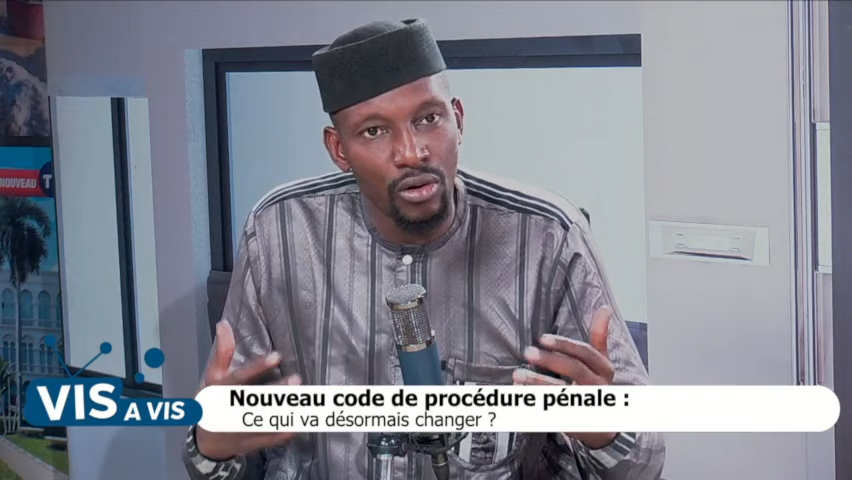 NOUVEAU T
VIS A VIS
Nouveau code de procédure pénale :
Ce qui va désormais changer ?